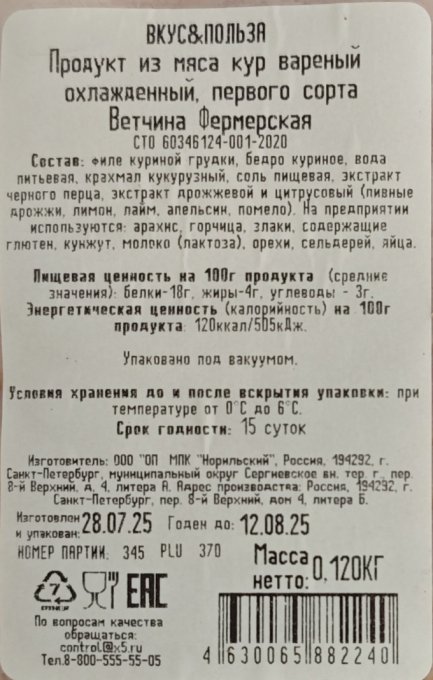 ВКУС&ПОЛЬЗА
Продукт из мяса кур вареный
охлажденный, первого сорта
Ветчина Фермерская
СТО 60346124-001-2020
Состав: филе куриной грудки, бедро куриное, вода
питьевая, крахмал кукурузный, соль пищевая, экстракт
черного перца, экстракт дрожжевой и цитрусовый (пивные
дрожжи, лимон, лайм, апельсин, помело). На предприятии
используются: арахис, горчица, злаки, содержащие
глютен, кунжут, молоко (лактоза), орехи, сельдерей, яйца.
Пищевая ценность на 100г продукта (средние
значения): белки-18г, жиры-4г, углеводы - 3г.
Энергетическая ценность (калорийность) на 100г
продукта: 120ккал/505кДж.
Упаковано под вакуумом.
Условия хранения до и после вскрытия упаковки: при
температуре от 0°С до 6°С.
Срок годности: 15 суток
Изготовитель: ООО "ОП МПК "Норильский", Россия, 194292, г.
Санкт-Петербург, муниципальный округ Сергиевское вн. тер. г., пер.
8-й Верхний, д. 4, литера А. Адрес производства: Россия, 194292, г.
Санкт-Петербург, пер. 8-й Верхний, дом 4, литера Б.
Изготовлен и упакован: 28.07.25 Годен до: 12.08.25
НОМЕР ПАРТИИ: 345 PLU 370
Масса нетто: 0,120КГ
7
EAC
По вопросам качества
обращаться:
control@x5.ru
Тел.8-800-555-55-05
4 630065 882240